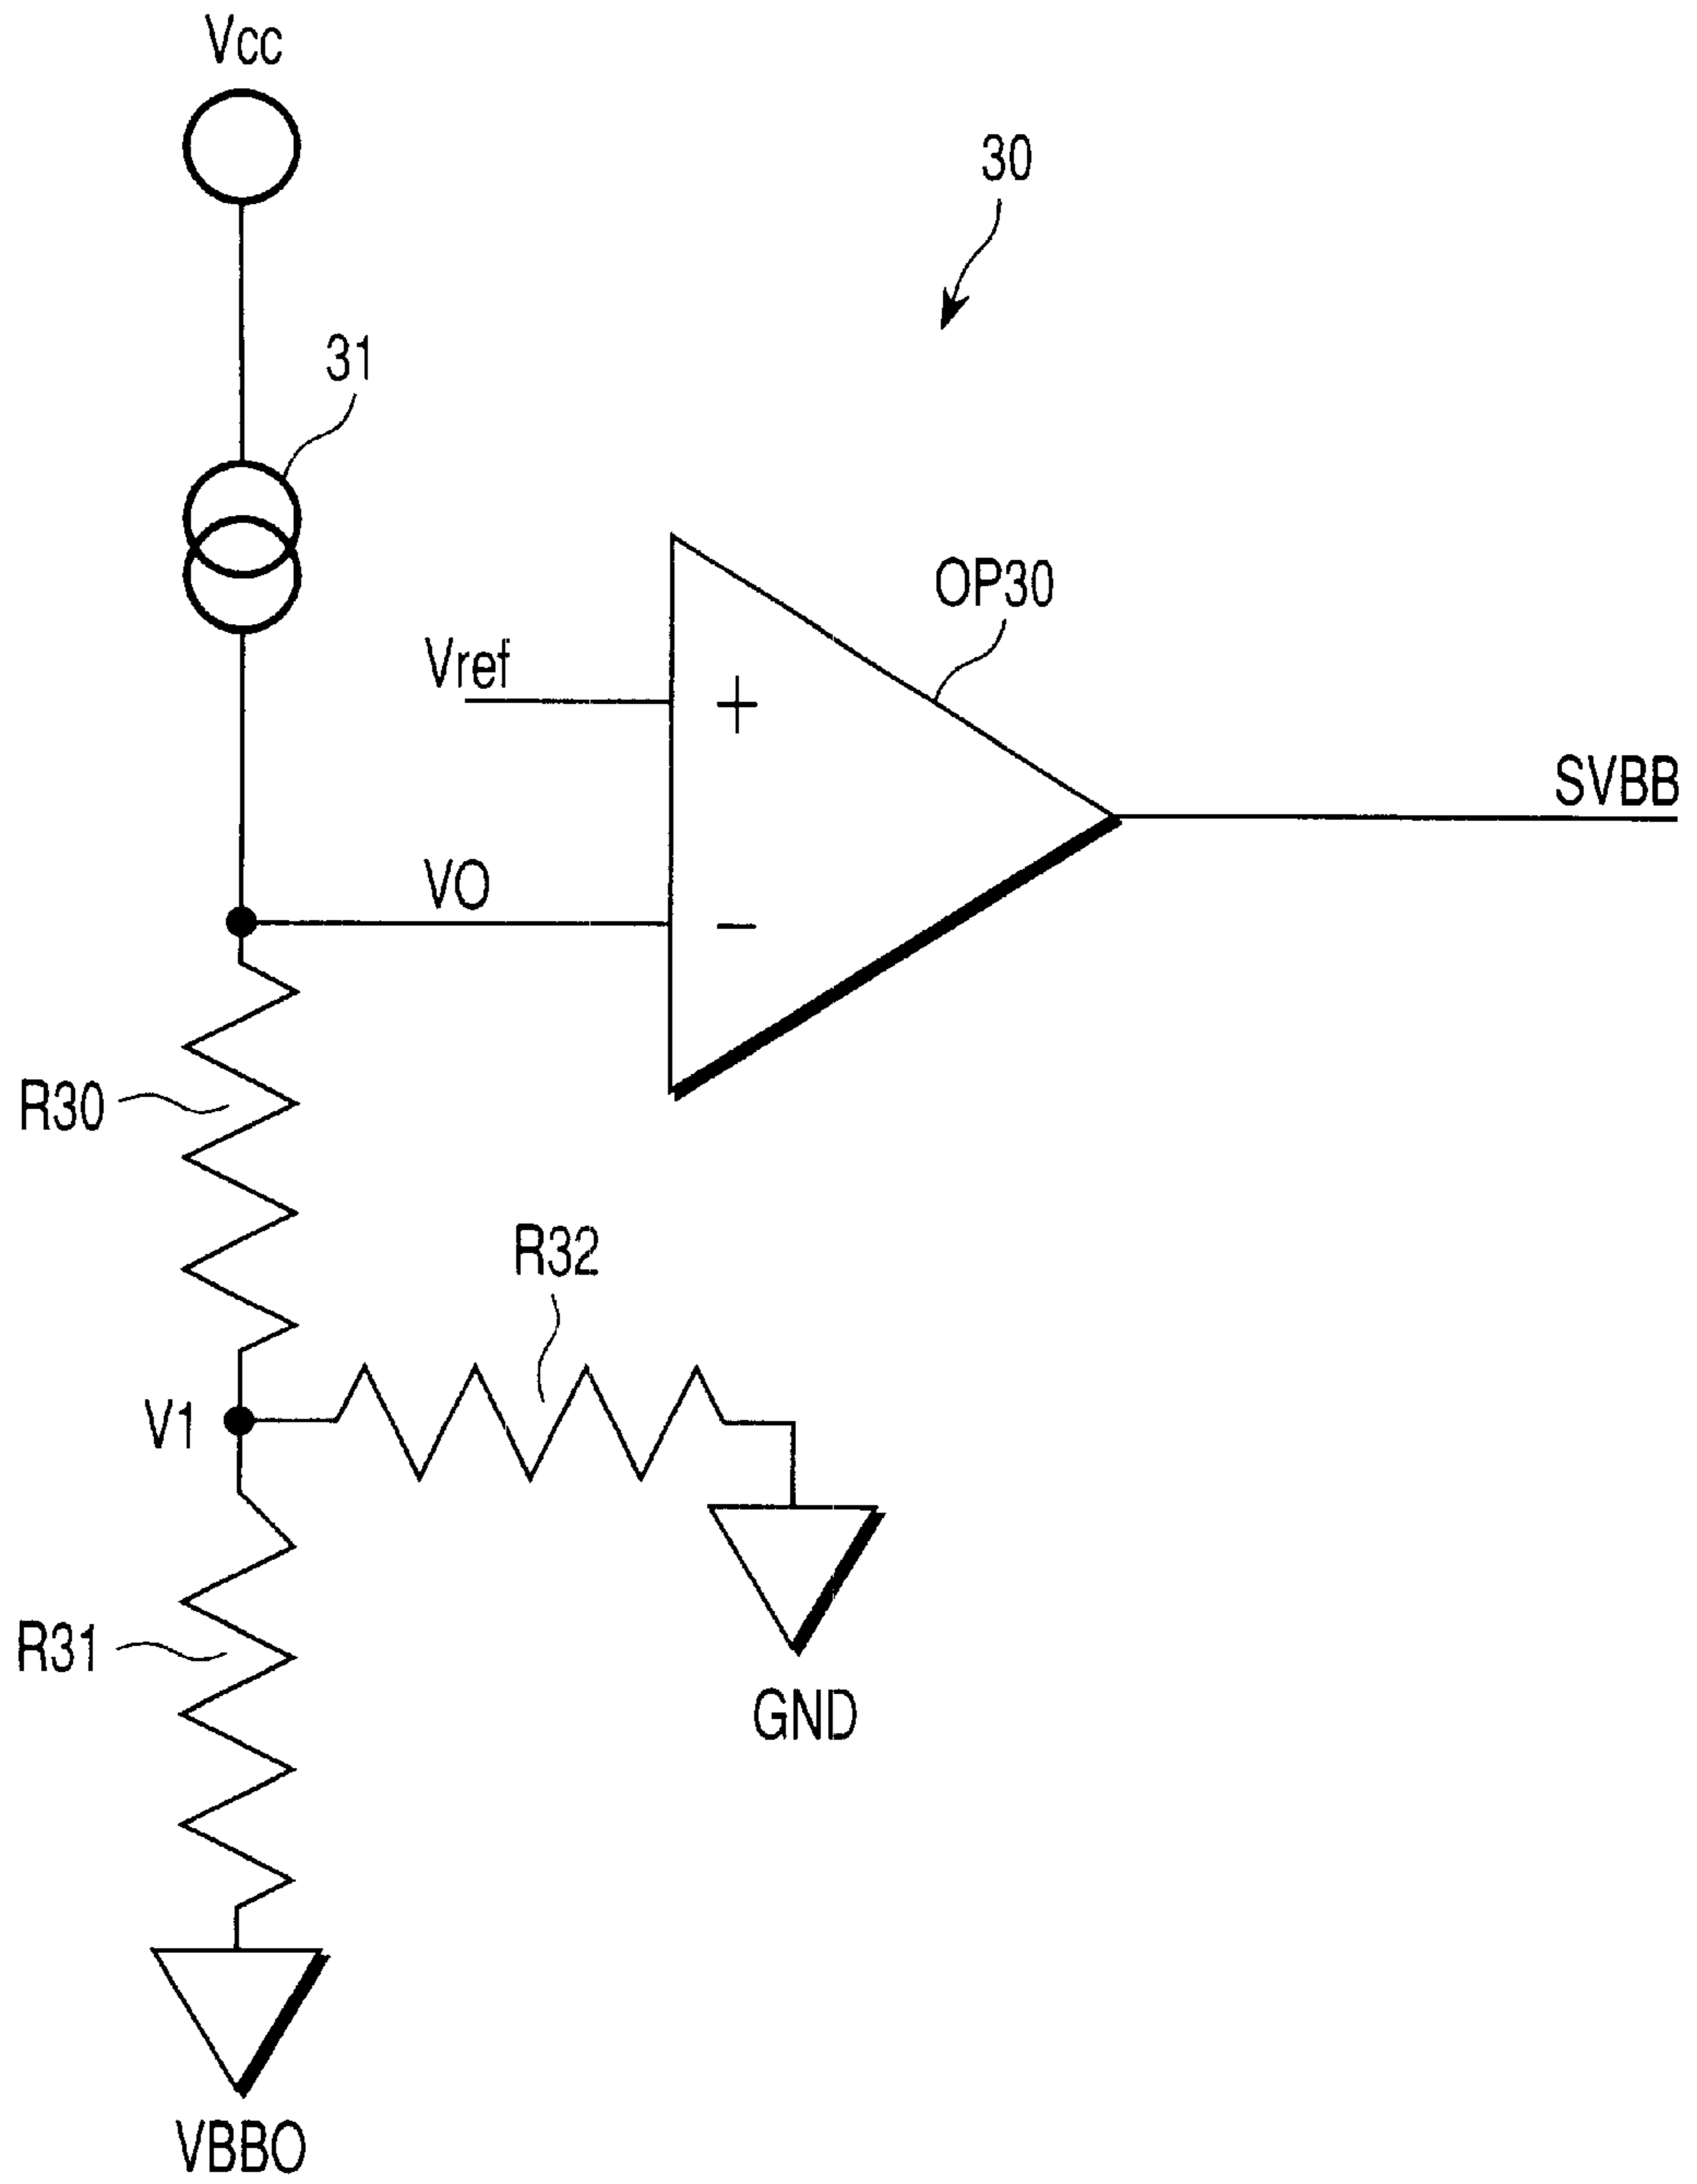 Vcc
30
31
OP30
Vref
+
SVBB
VO
−
R30
R32
V1
R31
GND
VBBO